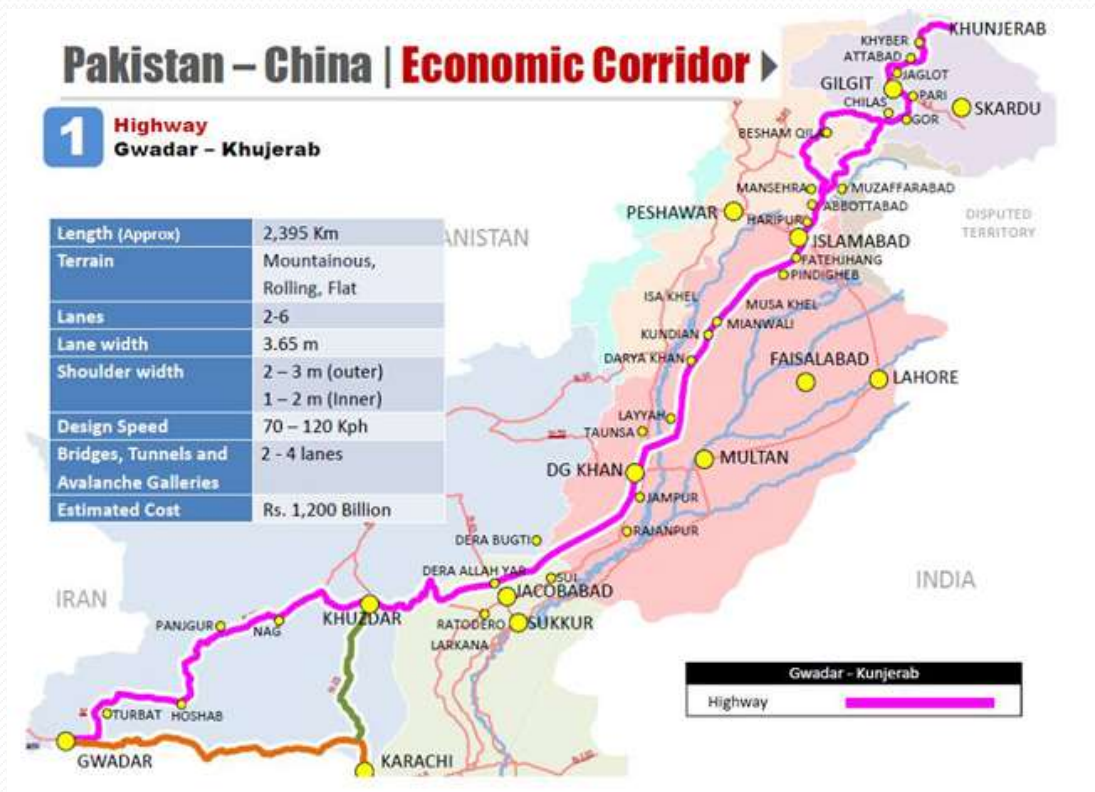 Pakistan – China | Economic Corridor
1
Highway
Gwadar – Khujerab
Length (Approx) 2,395 Km
Terrain Mountainous,
Rolling, Flat
Lanes 2-6
Lane width 3.65 m
Shoulder width 2 – 3 m (outer)
1 – 2 m (Inner)
Design Speed 70 – 120 Kph
Bridges, Tunnels and 2 - 4 lanes
Avalanche Galleries
Estimated Cost Rs. 1,200 Billion
KHUNJERAB
KHYBER
ATTABAD
JAGLOT
GILGIT
PARI
CHILAS
SKARDU
GOR
BESHAM QILA
MANSEHRA
MUZAFFARABAD
ABBOTTABAD
PESHAWAR
HARIPUR
DISPUTED
TERRITORY
ANISTAN
ISLAMABAD
FATEHJHANG
PINDIGHEB
ISA KHEL
MUSA KHEL
MIANWALI
KUNDIAN
DARYA KHAN
FAISALABAD
LAHORE
LAYYAH
TAUNSA
DG KHAN
MULTAN
JAMPUR
RAJANPUR
DERA BUGTI
DERA ALLAH YAR
SUI
INDIA
IRAN
JACOBABAD
KHUZDAR
RATODERO
SUKKUR
PANJGUR
NAG
LARKANA
TURBAT
HOSHAB
GWADAR
KARACHI
Gwadar - Kunjerab
Highway